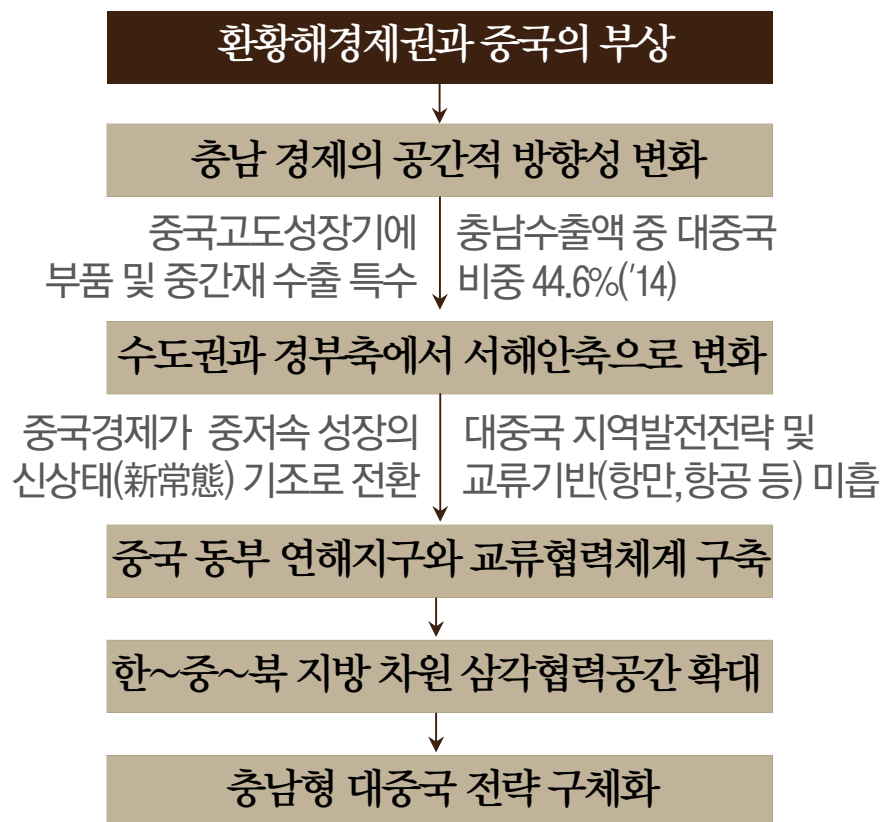 환황해경제권과 중국의 부상
충남 경제의 공간적 방향성 변화
중국고도성장기에
부품 및 중간재 수출 특수
충남수출액 중 대중국
비중 44.6%('14)
수도권과 경부축에서 서해안축으로 변화
중국경제가 중저속 성장의
신상태(新常態) 기조로 전환
대중국 지역발전전략 및
교류기반(항만,항공 등) 미흡
중국 동부 연해지구와 교류협력체계 구축
한~중~북 지방 차원 삼각협력공간 확대
충남형 대중국 전략 구체화